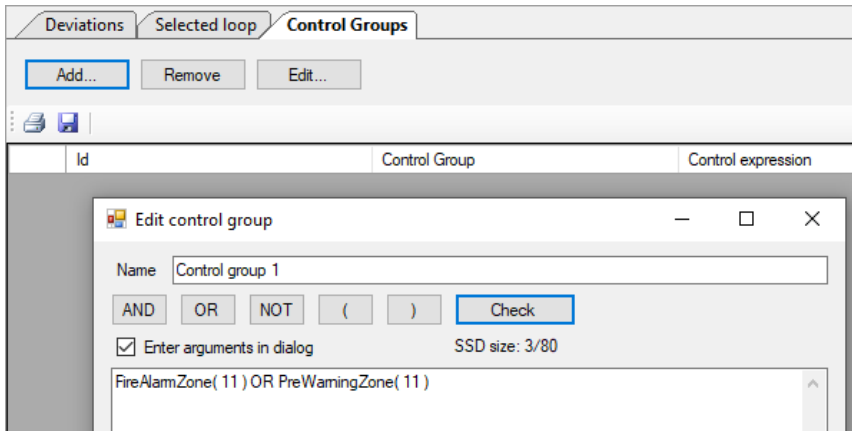 Deviations Selected loop Control Groups
Add... Remove Edit...
Id Control Group Control expression
Edit control group
Name Control group 1
AND OR NOT ( ) Check
Enter arguments in dialog SSD size: 3/80
FireAlarmZone( 11 ) OR PreWarningZone( 11 )